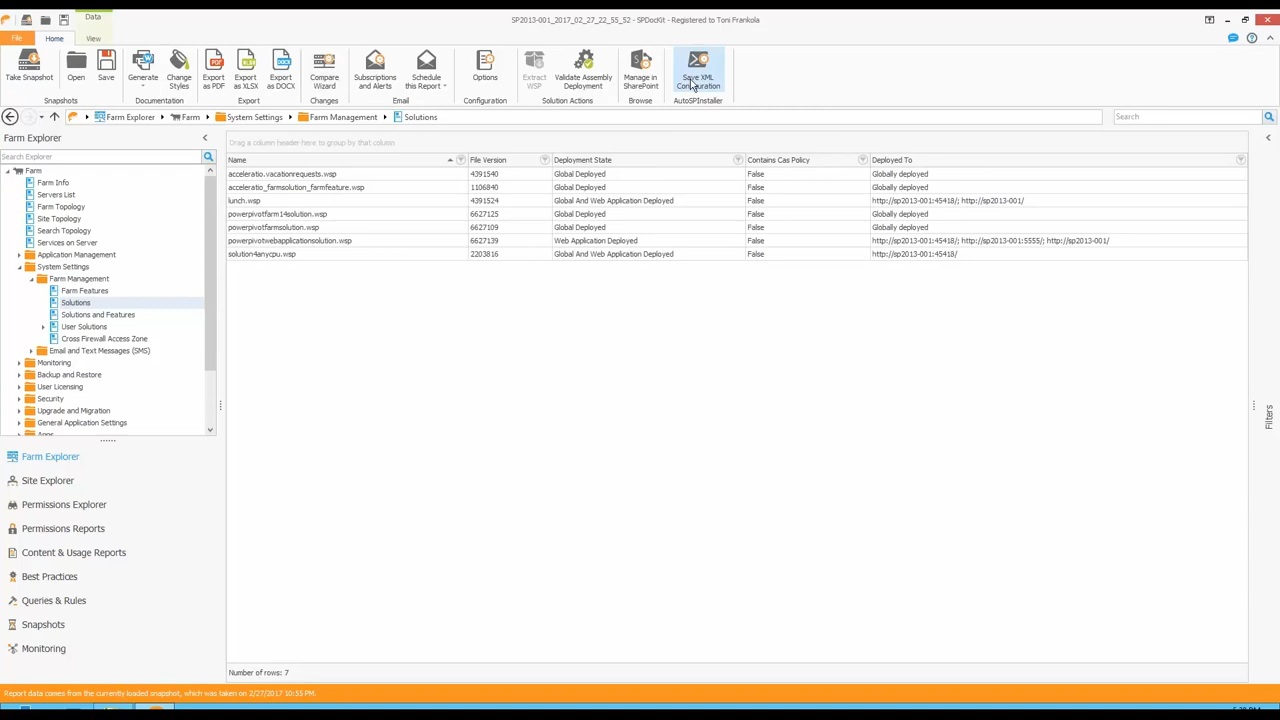 SP2013-001_2017_02_27_22_55_52 - SPDocKit - Registered to Toni Frankola
Data
File Home View
Take Snapshot
Open
Save
Generate
Change Styles
Export as PDF
Export as XLSX
Export as DOCX
Compare Wizard
Subscriptions and Alerts
Schedule this Report
Options
Extract WSP
Validate Assembly Deployment
Manage in SharePoint
Save XML Configuration
Snapshots Documentation Export Changes Email Configuration Solution Actions Browse AutoSPInstaller
Farm Explorer Farm System Settings Farm Management Solutions
Search
Farm Explorer
Search Explorer
Farm
Farm Info
Servers List
Farm Topology
Site Topology
Search Topology
Services on Server
Application Management
System Settings
Farm Management
Farm Features
Solutions
Solutions and Features
User Solutions
Cross Firewall Access Zone
Email and Text Messages (SMS)
Monitoring
Backup and Restore
User Licensing
Security
Upgrade and Migration
General Application Settings
Apps
Farm Explorer
Site Explorer
Permissions Explorer
Permissions Reports
Content & Usage Reports
Best Practices
Queries & Rules
Snapshots
Monitoring
Drag a column header here to group by that column
Name File Version Deployment State Contains Cas Policy Deployed To
acceleratio.vacationrequests.wsp 4391540 Global Deployed False Globally deployed
acceleratio_farmsolution_farmfeature.wsp 1106840 Global Deployed False Globally deployed
lunch.wsp 4391524 Global And Web Application Deployed False http://sp2013-001:45418/; http://sp2013-001/
powerpivotfarm14solution.wsp 6627125 Global Deployed False Globally deployed
powerpivotfarmsolution.wsp 6627109 Global Deployed False Globally deployed
powerpivotwebapplicationsolution.wsp 6627139 Web Application Deployed False http://sp2013-001:45418/; http://sp2013-001:5555/; http://sp2013-001/
solution4anycpu.wsp 2203816 Global And Web Application Deployed False http://sp2013-001:45418/
Filters
Number of rows: 7
Report data comes from the currently loaded snapshot, which was taken on 2/27/2017 10:55 PM.